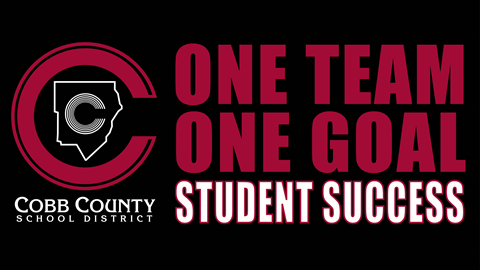 ONE TEAM
ONE GOAL
STUDENT SUCCESS
COBB COUNTY
SCHOOL DISTRICT